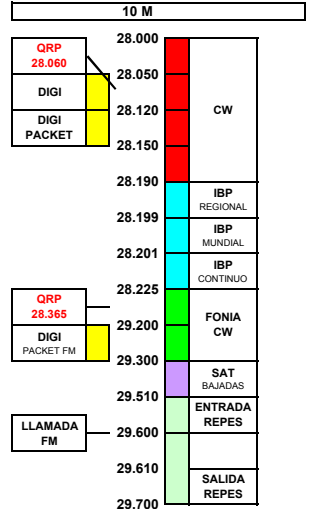 10 M
28.000
QRP
28.060
28.050
DIGI
28.120
CW
DIGI
PACKET
28.150
28.190
IBP
REGIONAL
28.199
IBP
MUNDIAL
28.201
IBP
CONTINUO
28.225
QRP
28.365
FONIA
CW
29.200
DIGI
PACKET FM
29.300
SAT
BAJADAS
29.510
ENTRADA
REPES
LLAMADA
FM
29.600
29.610
SALIDA
REPES
29.700